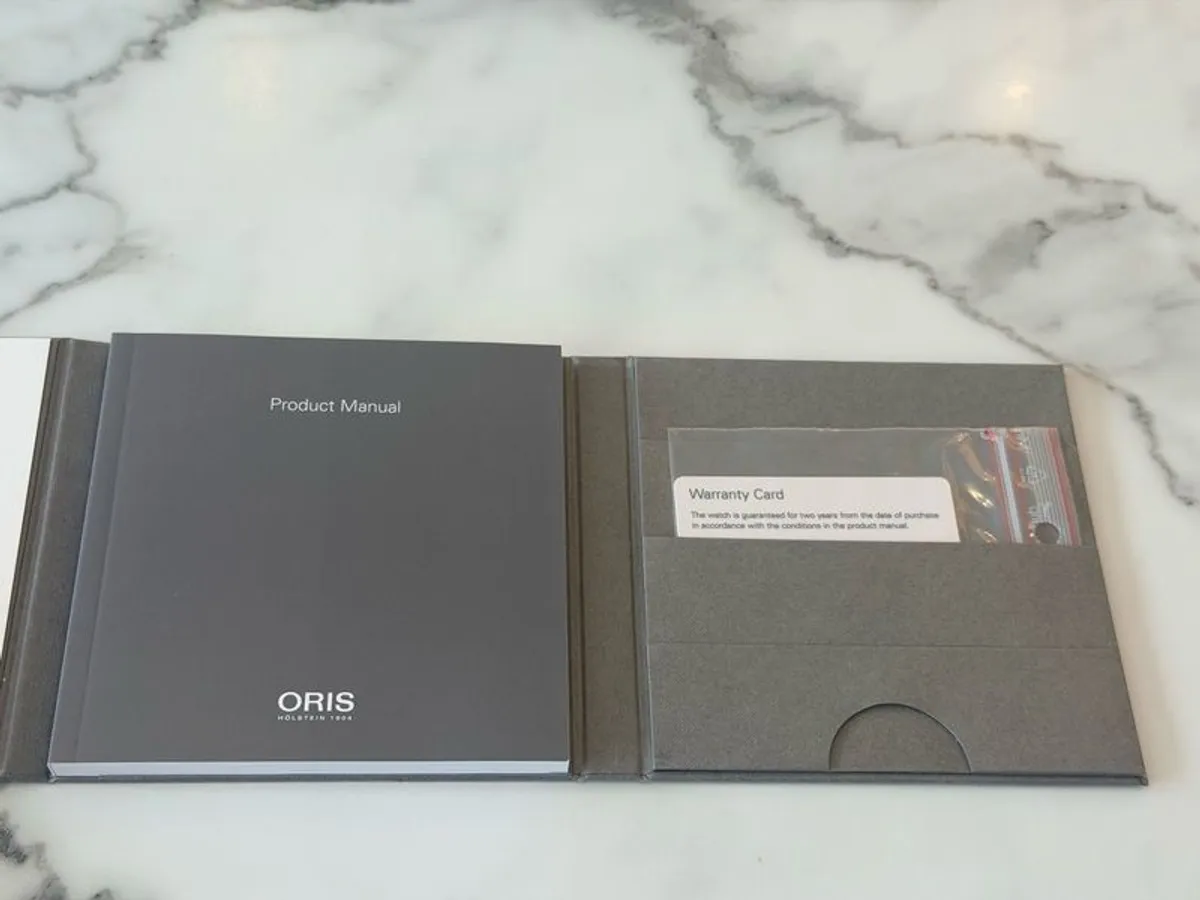 Product Manual
ORIS
HÖLSTEIN 1904
Warranty Card
The watch is guaranteed for two years from the date of purchase
in accordance with the conditions in the product manual.